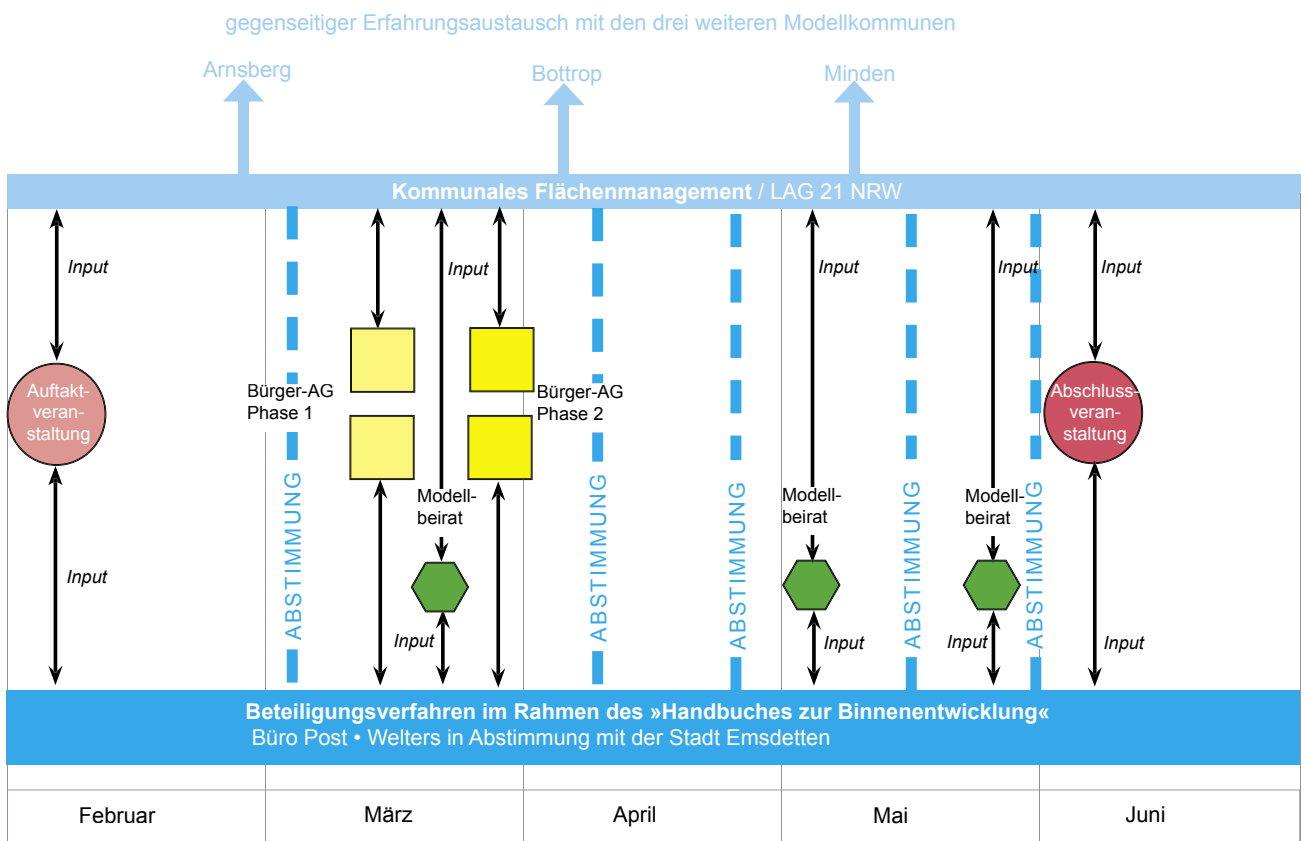 gegenseitiger Erfahrungsaustausch mit den drei weiteren Modellkommunen
Arnsberg
Bottrop
Minden
Kommunales Flächenmanagement / LAG 21 NRW
Input
Input
Input
Input
Input
Auftakt-
veran-
staltung
Bürger-AG
Phase 1
Bürger-AG
Phase 2
Abschluss-
veran-
staltung
Modell-
beirat
Modell-
beirat
Modell-
beirat
ABSTIMMUNG
ABSTIMMUNG
ABSTIMMUNG
ABSTIMMUNG
ABSTIMMUNG
Input
Input
Input
Input
Input
Beteiligungsverfahren im Rahmen des »Handbuches zur Binnenentwicklung«
Büro Post • Welters in Abstimmung mit der Stadt Emsdetten
Februar
März
April
Mai
Juni